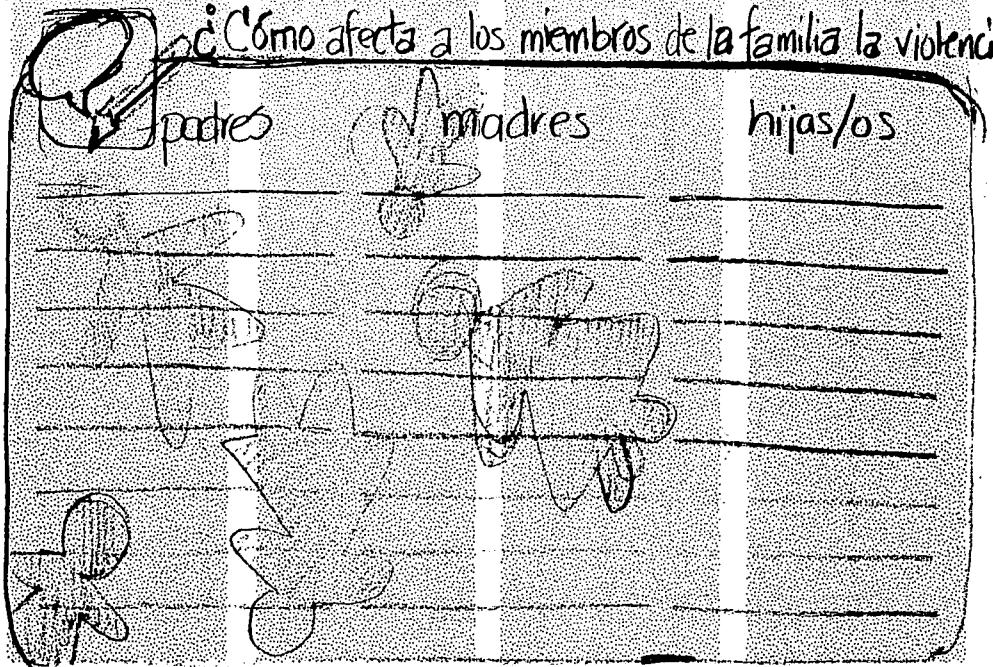 ¿Cómo afecta a los miembros de la familia la violenci
padres madres hijas/os